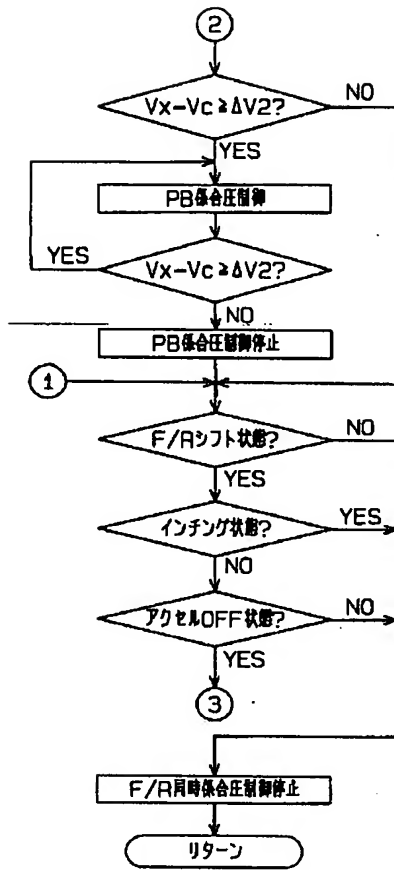 2
Vx-Vc≧ΔV2?
NO
YES
PB係合圧制御
YES
Vx-Vc≧ΔV2?
NO
PB係合圧制御停止
1
F/Rシフト状態?
NO
YES
インチング状態?
YES
NO
アクセルOFF状態?
NO
YES
3
F/R同時係合圧制御停止
リターン